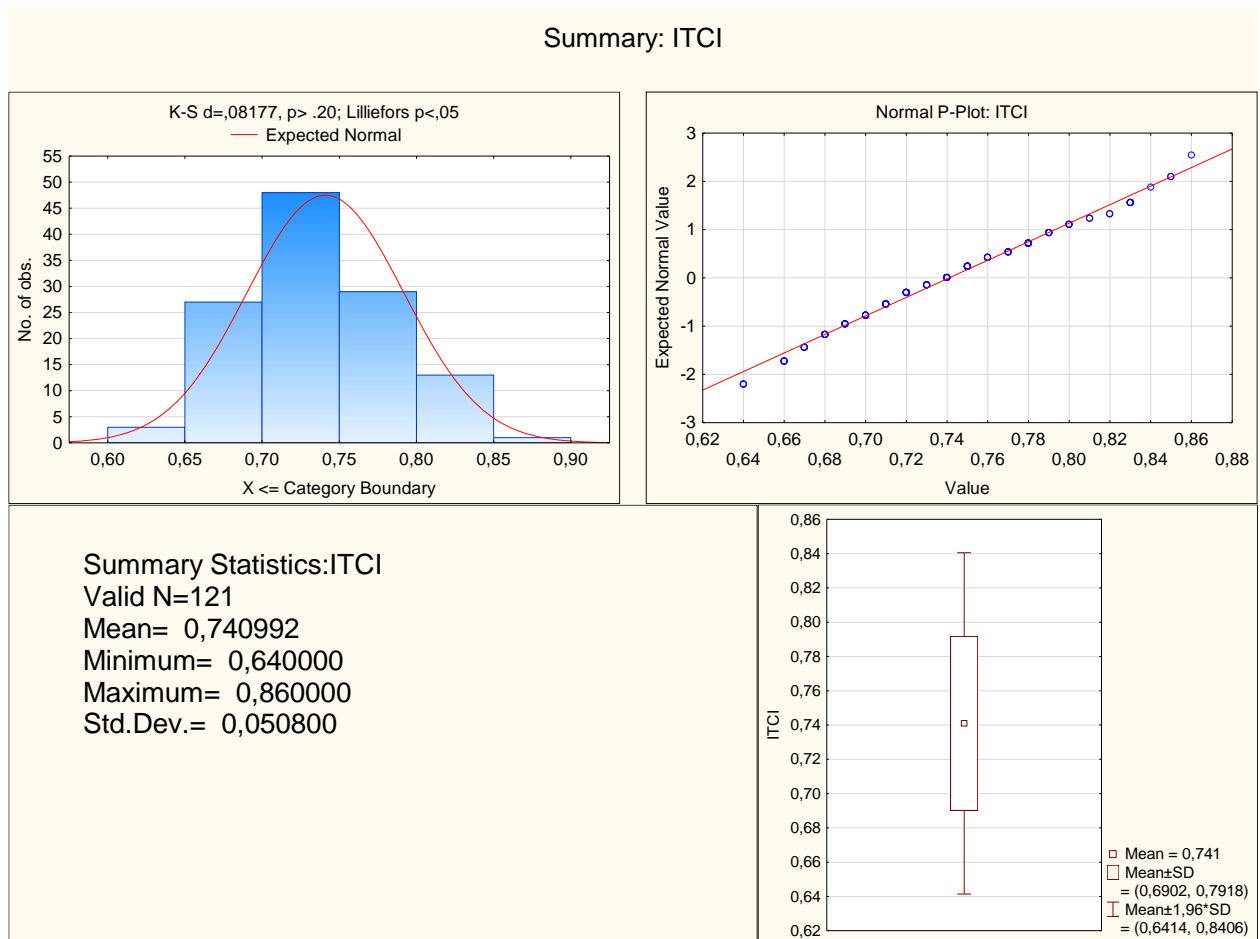 Summary: ITCI
K-S d=,08177, p> .20; Lilliefors p<,05
Expected Normal
55
50
45
40
35
30
25
20
15
10
5
0
No. of obs.
0,60 0,65 0,70 0,75 0,80 0,85 0,90
X <= Category Boundary
Normal P-Plot: ITCI
3
2
1
0
-1
-2
-3
Expected Normal Value
0,62 0,66 0,70 0,74 0,78 0,82 0,86
0,64 0,68 0,72 0,76 0,80 0,84 0,88
Value
Summary Statistics:ITCI
Valid N=121
Mean= 0,740992
Minimum= 0,640000
Maximum= 0,860000
Std.Dev.= 0,050800
0,86
0,84
0,82
0,80
0,78
0,76
0,74
0,72
0,70
0,68
0,66
0,64
0,62
ITCI
Mean = 0,741
Mean±SD
= (0,6902, 0,7918)
Mean±1,96*SD
= (0,6414, 0,8406)